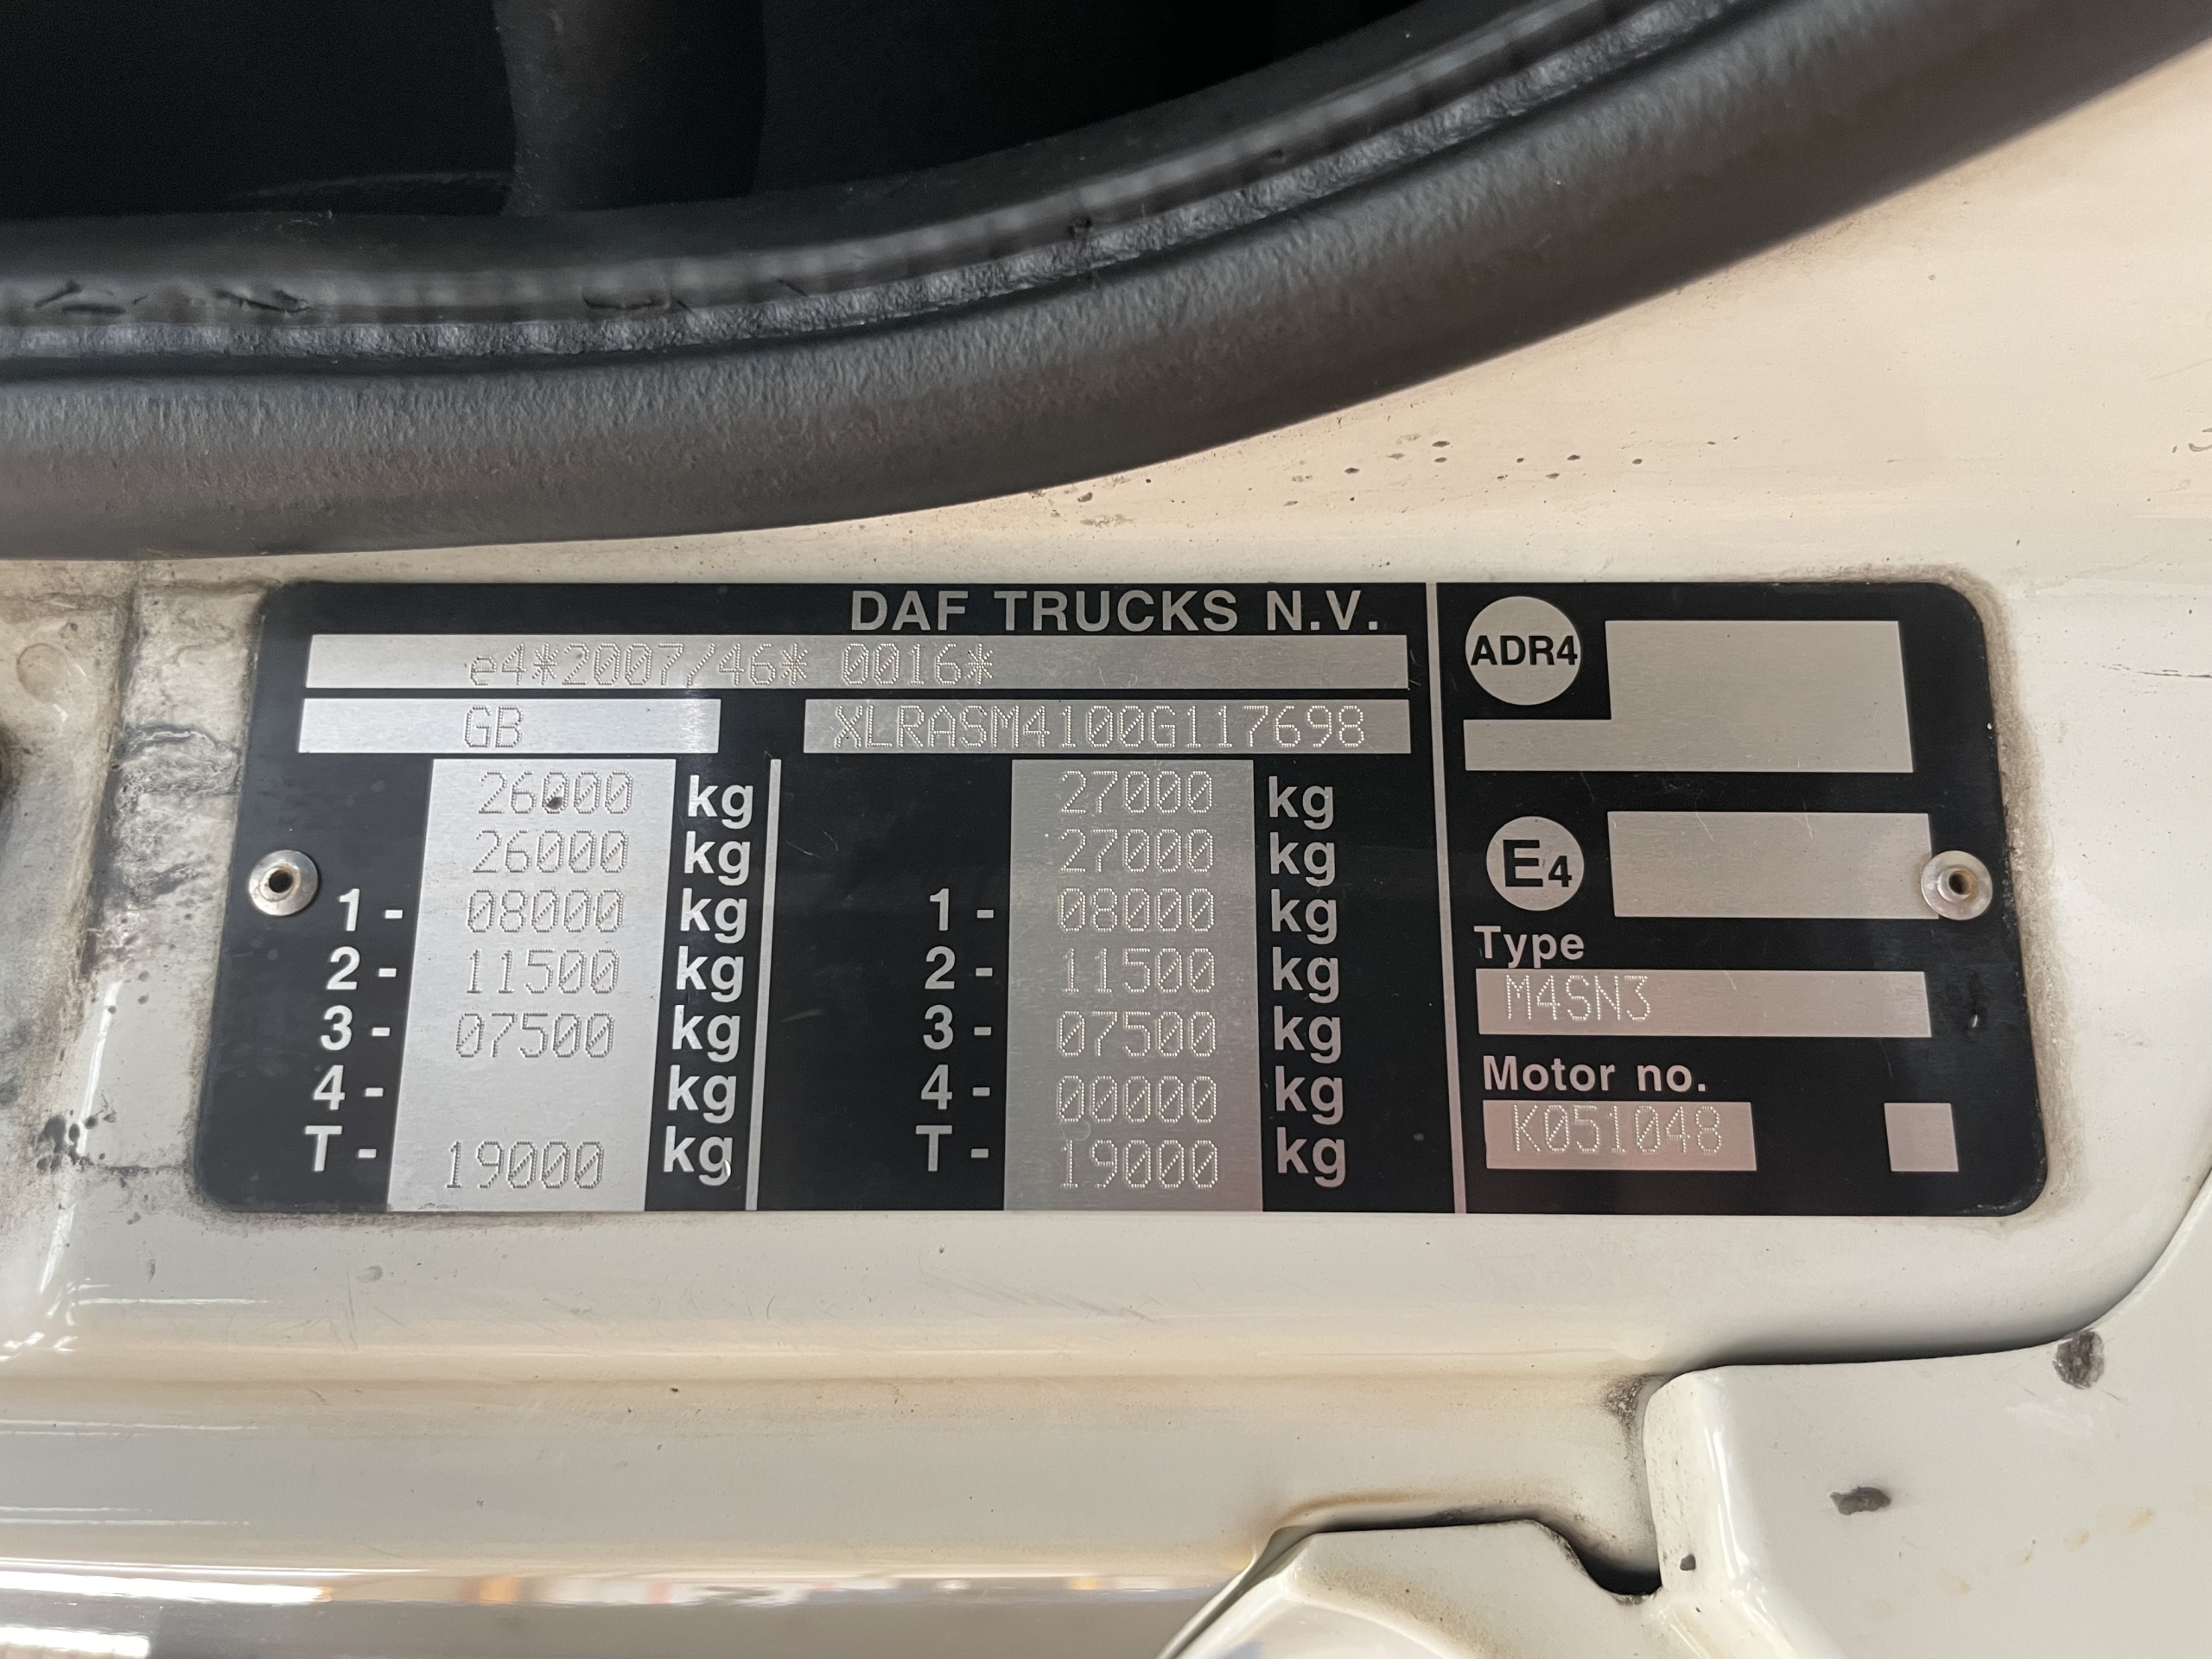 DAF TRUCKS N.V.
e4*2007/46* 0016*
GB XLRASM4100G117698
26000 kg 27000 kg
26000 kg 27000 kg
1- 08000 kg 1- 08000 kg
2- 11500 kg 2- 11500 kg
3- 07500 kg 3- 07500 kg
4- kg 4- 00000 kg
T- 19000 kg T- 19000 kg
ADR4
E4
Type
M4SN3
Motor no.
K051048